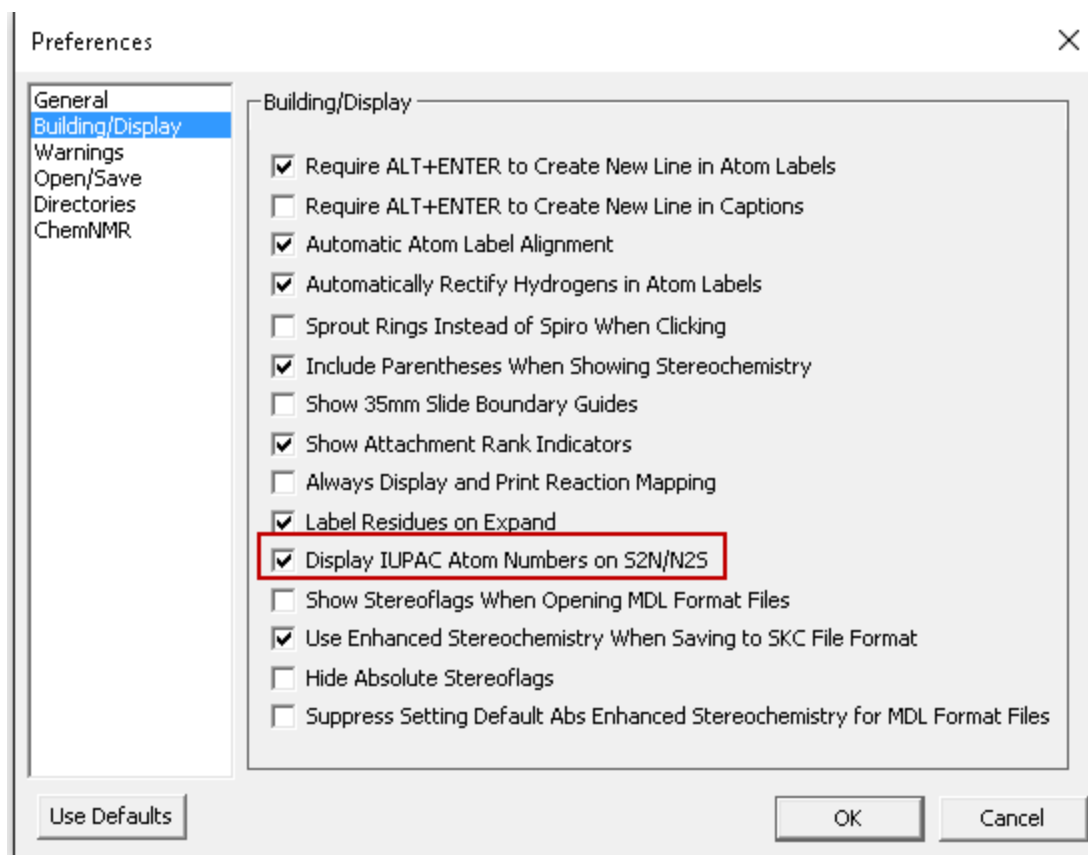 Preferences
General
Building/Display
Warnings
Open/Save
Directories
ChemNMR
Building/Display
Require ALT+ENTER to Create New Line in Atom Labels
Require ALT+ENTER to Create New Line in Captions
Automatic Atom Label Alignment
Automatically Rectify Hydrogens in Atom Labels
Sprout Rings Instead of Spiro When Clicking
Include Parentheses When Showing Stereochemistry
Show 35mm Slide Boundary Guides
Show Attachment Rank Indicators
Always Display and Print Reaction Mapping
Label Residues on Expand
Display IUPAC Atom Numbers on S2N/N2S
Show Stereoflags When Opening MDL Format Files
Use Enhanced Stereochemistry When Saving to SKC File Format
Hide Absolute Stereoflags
Suppress Setting Default Abs Enhanced Stereochemistry for MDL Format Files
Use Defaults
OK
Cancel